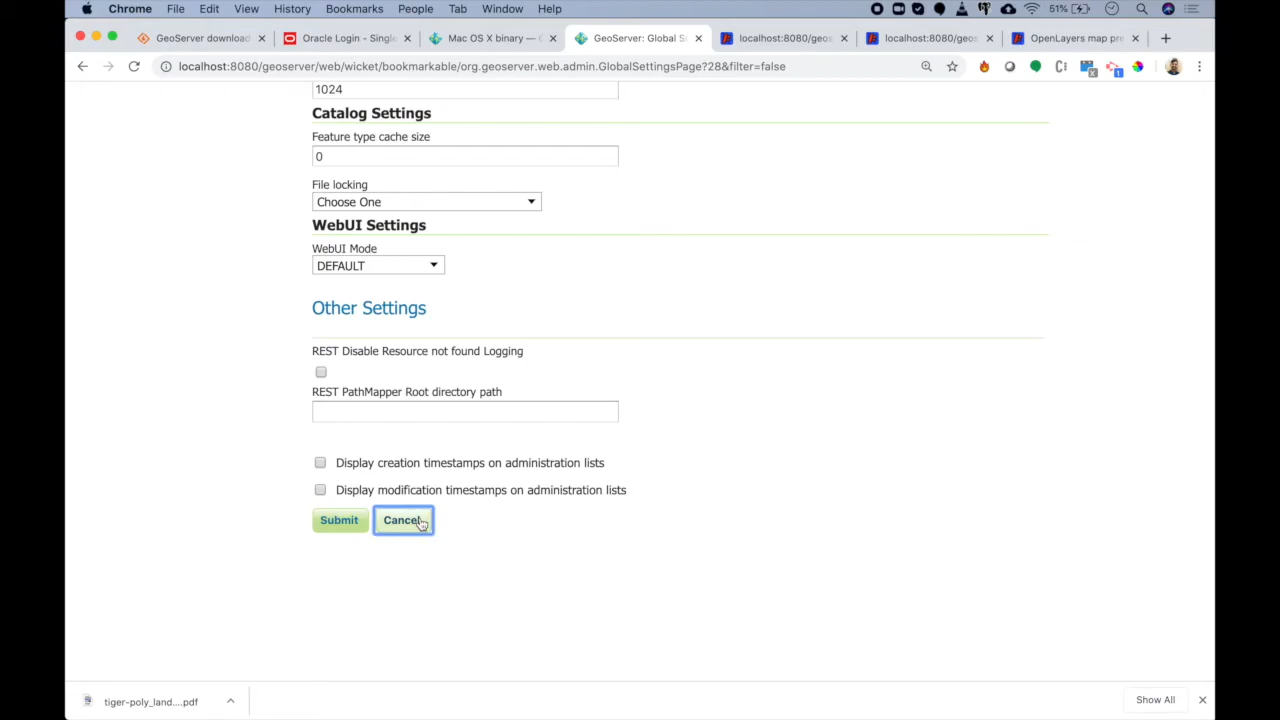 Chrome File Edit View History Bookmarks People Tab Window Help 51%
GeoServer download Oracle Login - Single Mac OS X binary — GeoServer: Global S localhost:8080/geos localhost:8080/geos OpenLayers map pre
localhost:8080/geoserver/web/wicket/bookmarkable/org.geoserver.web.admin.GlobalSettingsPage?28&filter=false
1024
Catalog Settings
Feature type cache size
0
File locking
Choose One
WebUI Settings
WebUI Mode
DEFAULT
Other Settings
REST Disable Resource not found Logging
REST PathMapper Root directory path
Display creation timestamps on administration lists
Display modification timestamps on administration lists
Submit Cancel
tiger-poly_land....pdf Show All